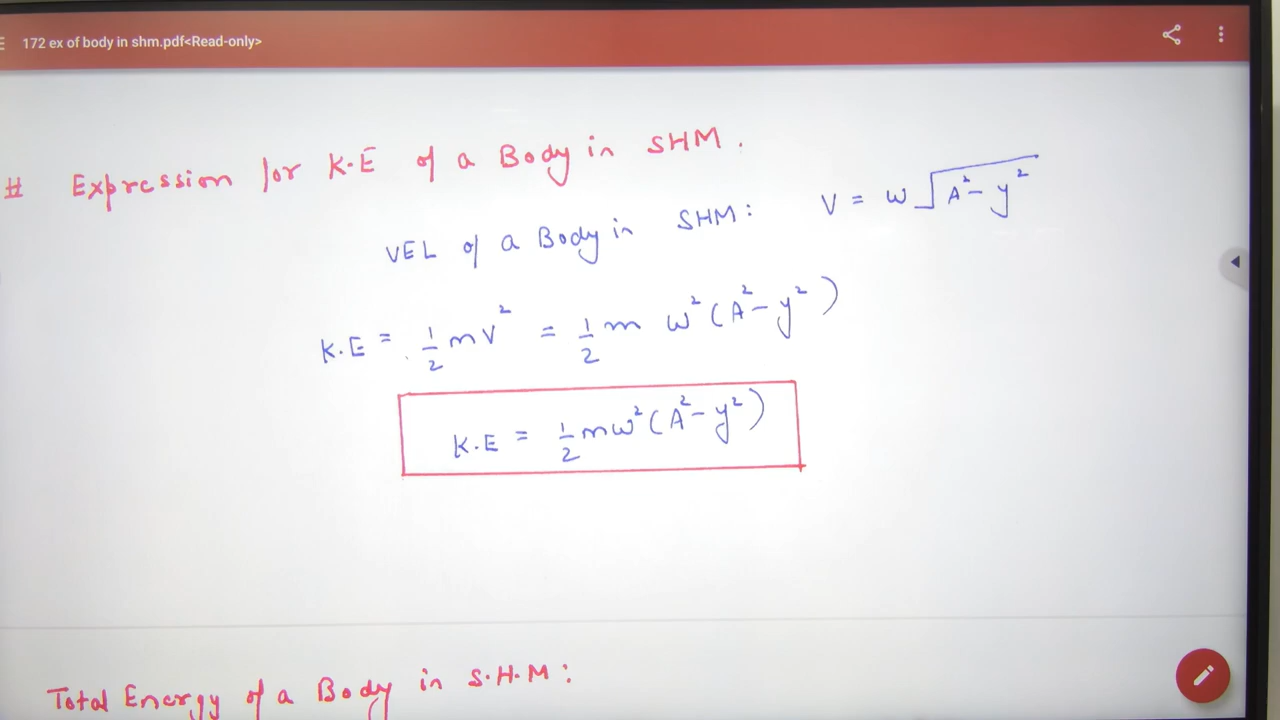 172 ex of body in shm.pdf<Read-only>
# Expression for K.E of a Body in SHM.
VEL of a Body in SHM: V = ω√(A² - y²)
K.E = 1/2 m v² = 1/2 m ω² (A² - y²)
K.E = 1/2 mω² (A² - y²)
Total Energy of a Body in S.H.M: